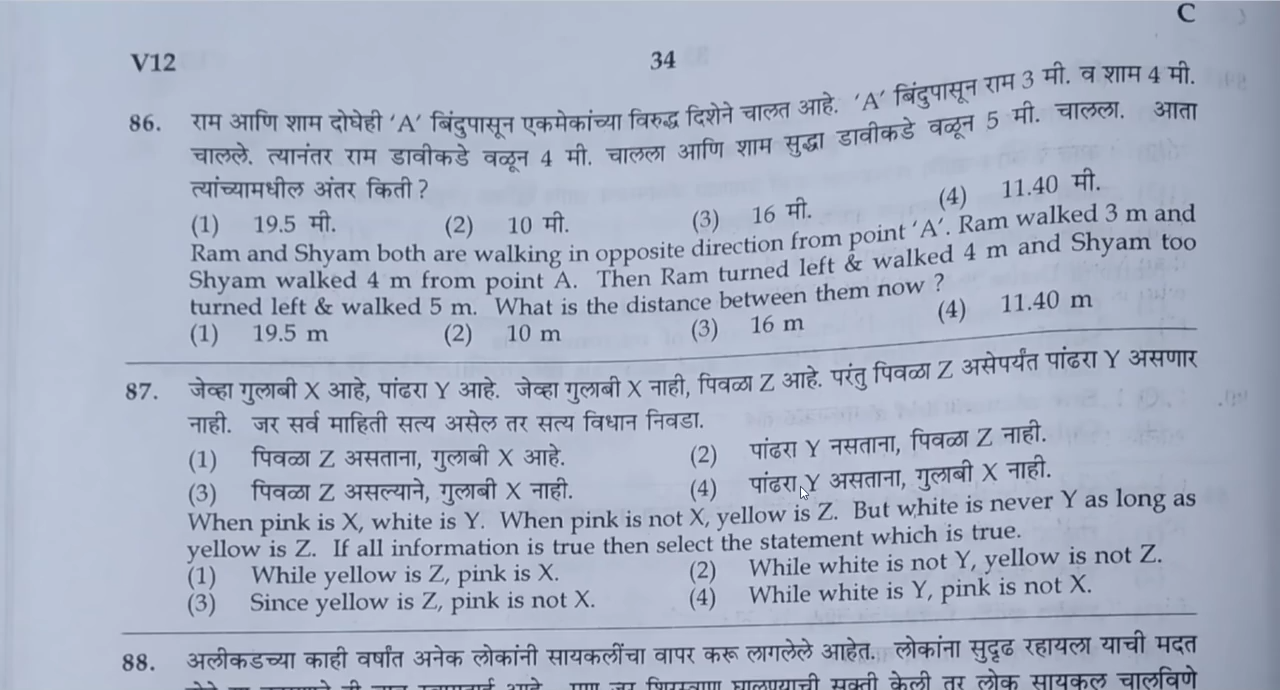 C
V12 34
86. राम आणि शाम दोघेही 'A' बिंदुपासून एकमेकांच्या विरुद्ध दिशेने चालत आहे. 'A' बिंदुपासून राम 3 मी. व शाम 4 मी.
चालले. त्यानंतर राम डावीकडे वळून 4 मी. चालला आणि शाम सुद्धा डावीकडे वळून 5 मी. चालला. आता
त्यांच्यामधील अंतर किती ?
(1) 19.5 मी. (2) 10 मी. (3) 16 मी. (4) 11.40 मी.
Ram and Shyam both are walking in opposite direction from point 'A'. Ram walked 3 m and
Shyam walked 4 m from point A. Then Ram turned left & walked 4 m and Shyam too
turned left & walked 5 m. What is the distance between them now ?
(1) 19.5 m (2) 10 m (3) 16 m (4) 11.40 m
87. जेव्हा गुलाबी X आहे, पांढरा Y आहे. जेव्हा गुलाबी X नाही, पिवळा Z आहे. परंतु पिवळा Z असेपर्यंत पांढरा Y असणार
नाही. जर सर्व माहिती सत्य असेल तर सत्य विधान निवडा.
(1) पिवळा Z असताना, गुलाबी X आहे. (2) पांढरा Y नसताना, पिवळा Z नाही.
(3) पिवळा Z असल्याने, गुलाबी X नाही. (4) पांढरा Y असताना, गुलाबी X नाही.
When pink is X, white is Y. When pink is not X, yellow is Z. But white is never Y as long as
yellow is Z. If all information is true then select the statement which is true.
(1) While yellow is Z, pink is X. (2) While white is not Y, yellow is not Z.
(3) Since yellow is Z, pink is not X. (4) While white is Y, pink is not X.
88. अलीकडच्या काही वर्षांत अनेक लोकांनी सायकलींचा वापर करू लागलेले आहेत. लोकांना सुदृढ रहायला याची मदत
पण जर शिरस्त्राण घालण्याची सक्ती केली तर लोक सायकल चालविणे